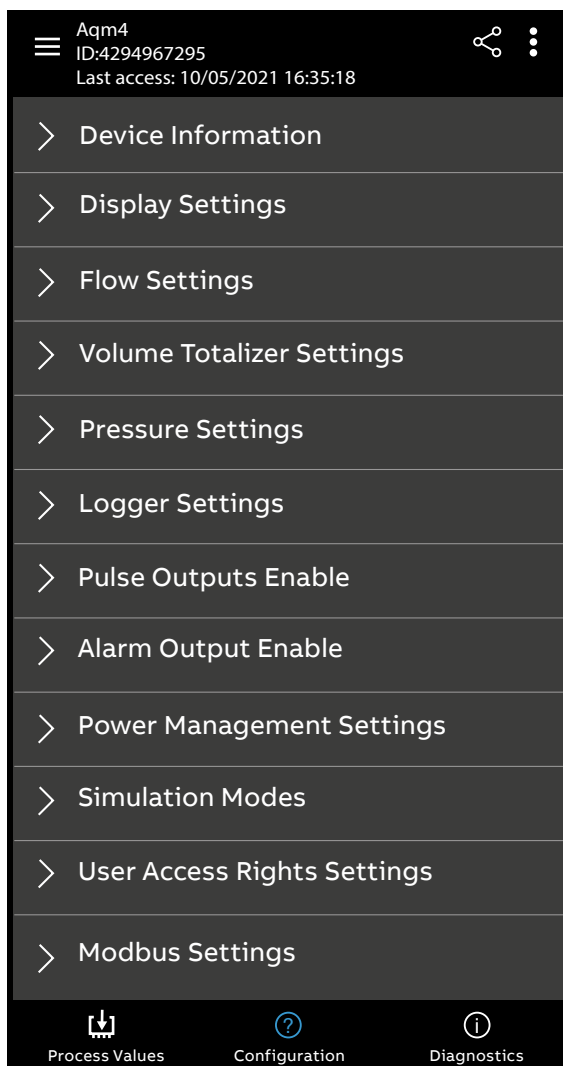 Aqm4
ID:4294967295
Last access: 10/05/2021 16:35:18
Device Information
Display Settings
Flow Settings
Volume Totalizer Settings
Pressure Settings
Logger Settings
Pulse Outputs Enable
Alarm Output Enable
Power Management Settings
Simulation Modes
User Access Rights Settings
Modbus Settings
Process Values
Configuration
Diagnostics